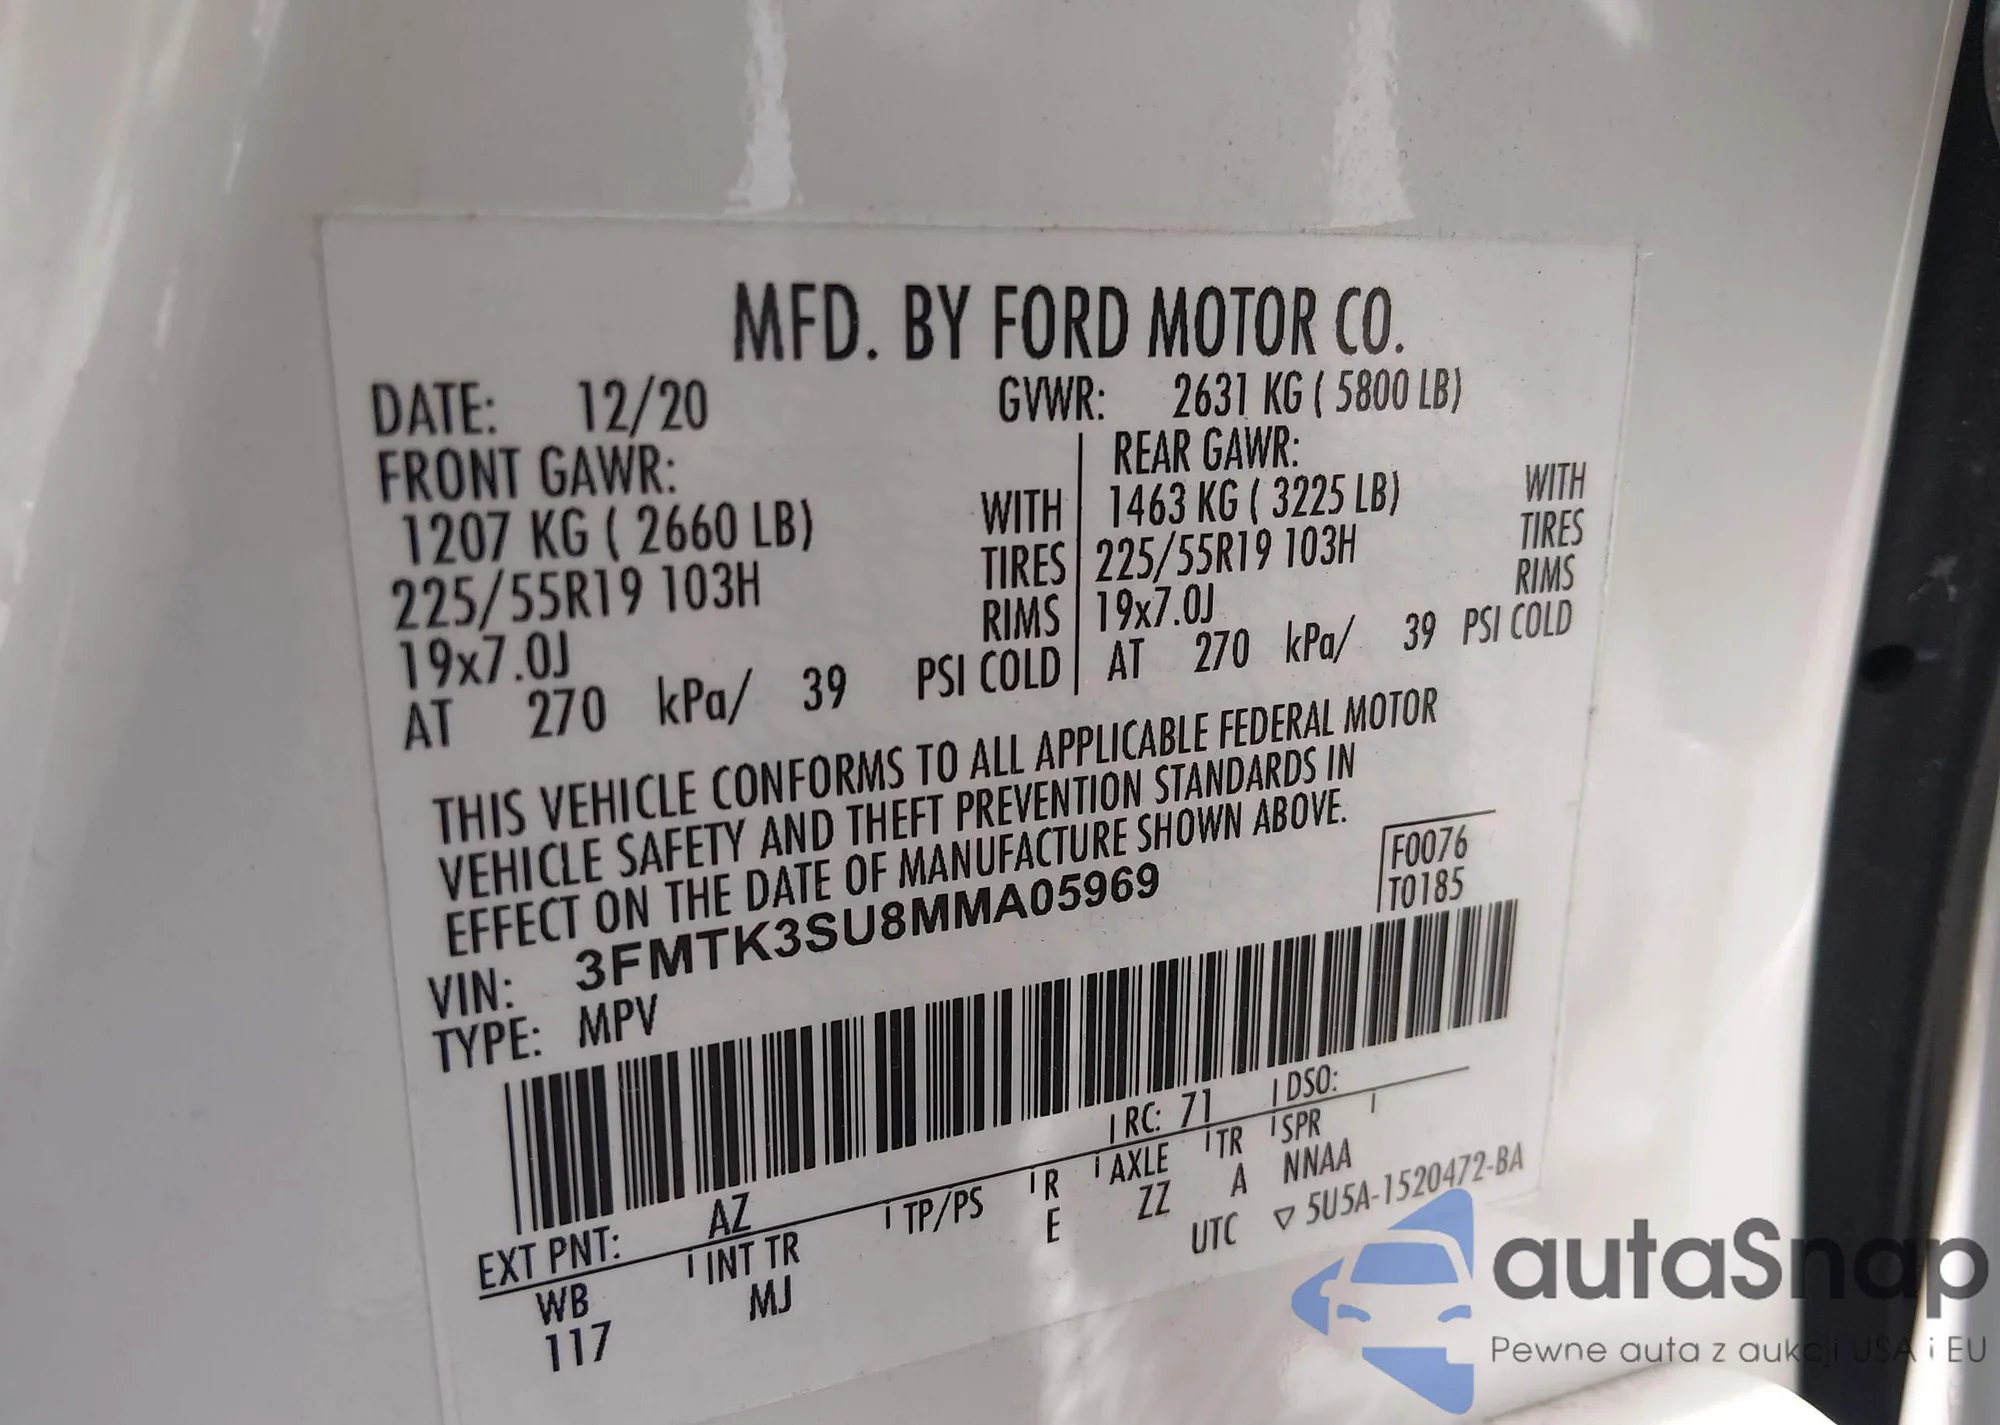 MFD. BY FORD MOTOR CO.
DATE: 12/20 GVWR: 2631 KG ( 5800 LB)
FRONT GAWR: REAR GAWR:
1207 KG ( 2660 LB) WITH 1463 KG ( 3225 LB) WITH
225/55R19 103H TIRES 225/55R19 103H TIRES
19x7.0J RIMS 19x7.0J RIMS
AT 270 kPa/ 39 PSI COLD AT 270 kPa/ 39 PSI COLD
THIS VEHICLE CONFORMS TO ALL APPLICABLE FEDERAL MOTOR
VEHICLE SAFETY AND THEFT PREVENTION STANDARDS IN
EFFECT ON THE DATE OF MANUFACTURE SHOWN ABOVE.
F0076
T0185
VIN: 3FMTK3SU8MMA05969
TYPE: MPV
EXT PNT: AZ RC: 71 DSO:
WB INT TR TP/PS R AXLE TR SPR
117 MJ E ZZ A NNAA
UTC ▽ 5U5A-1520472-BA
autaSnap
Pewne auta z aukcji USA i EU